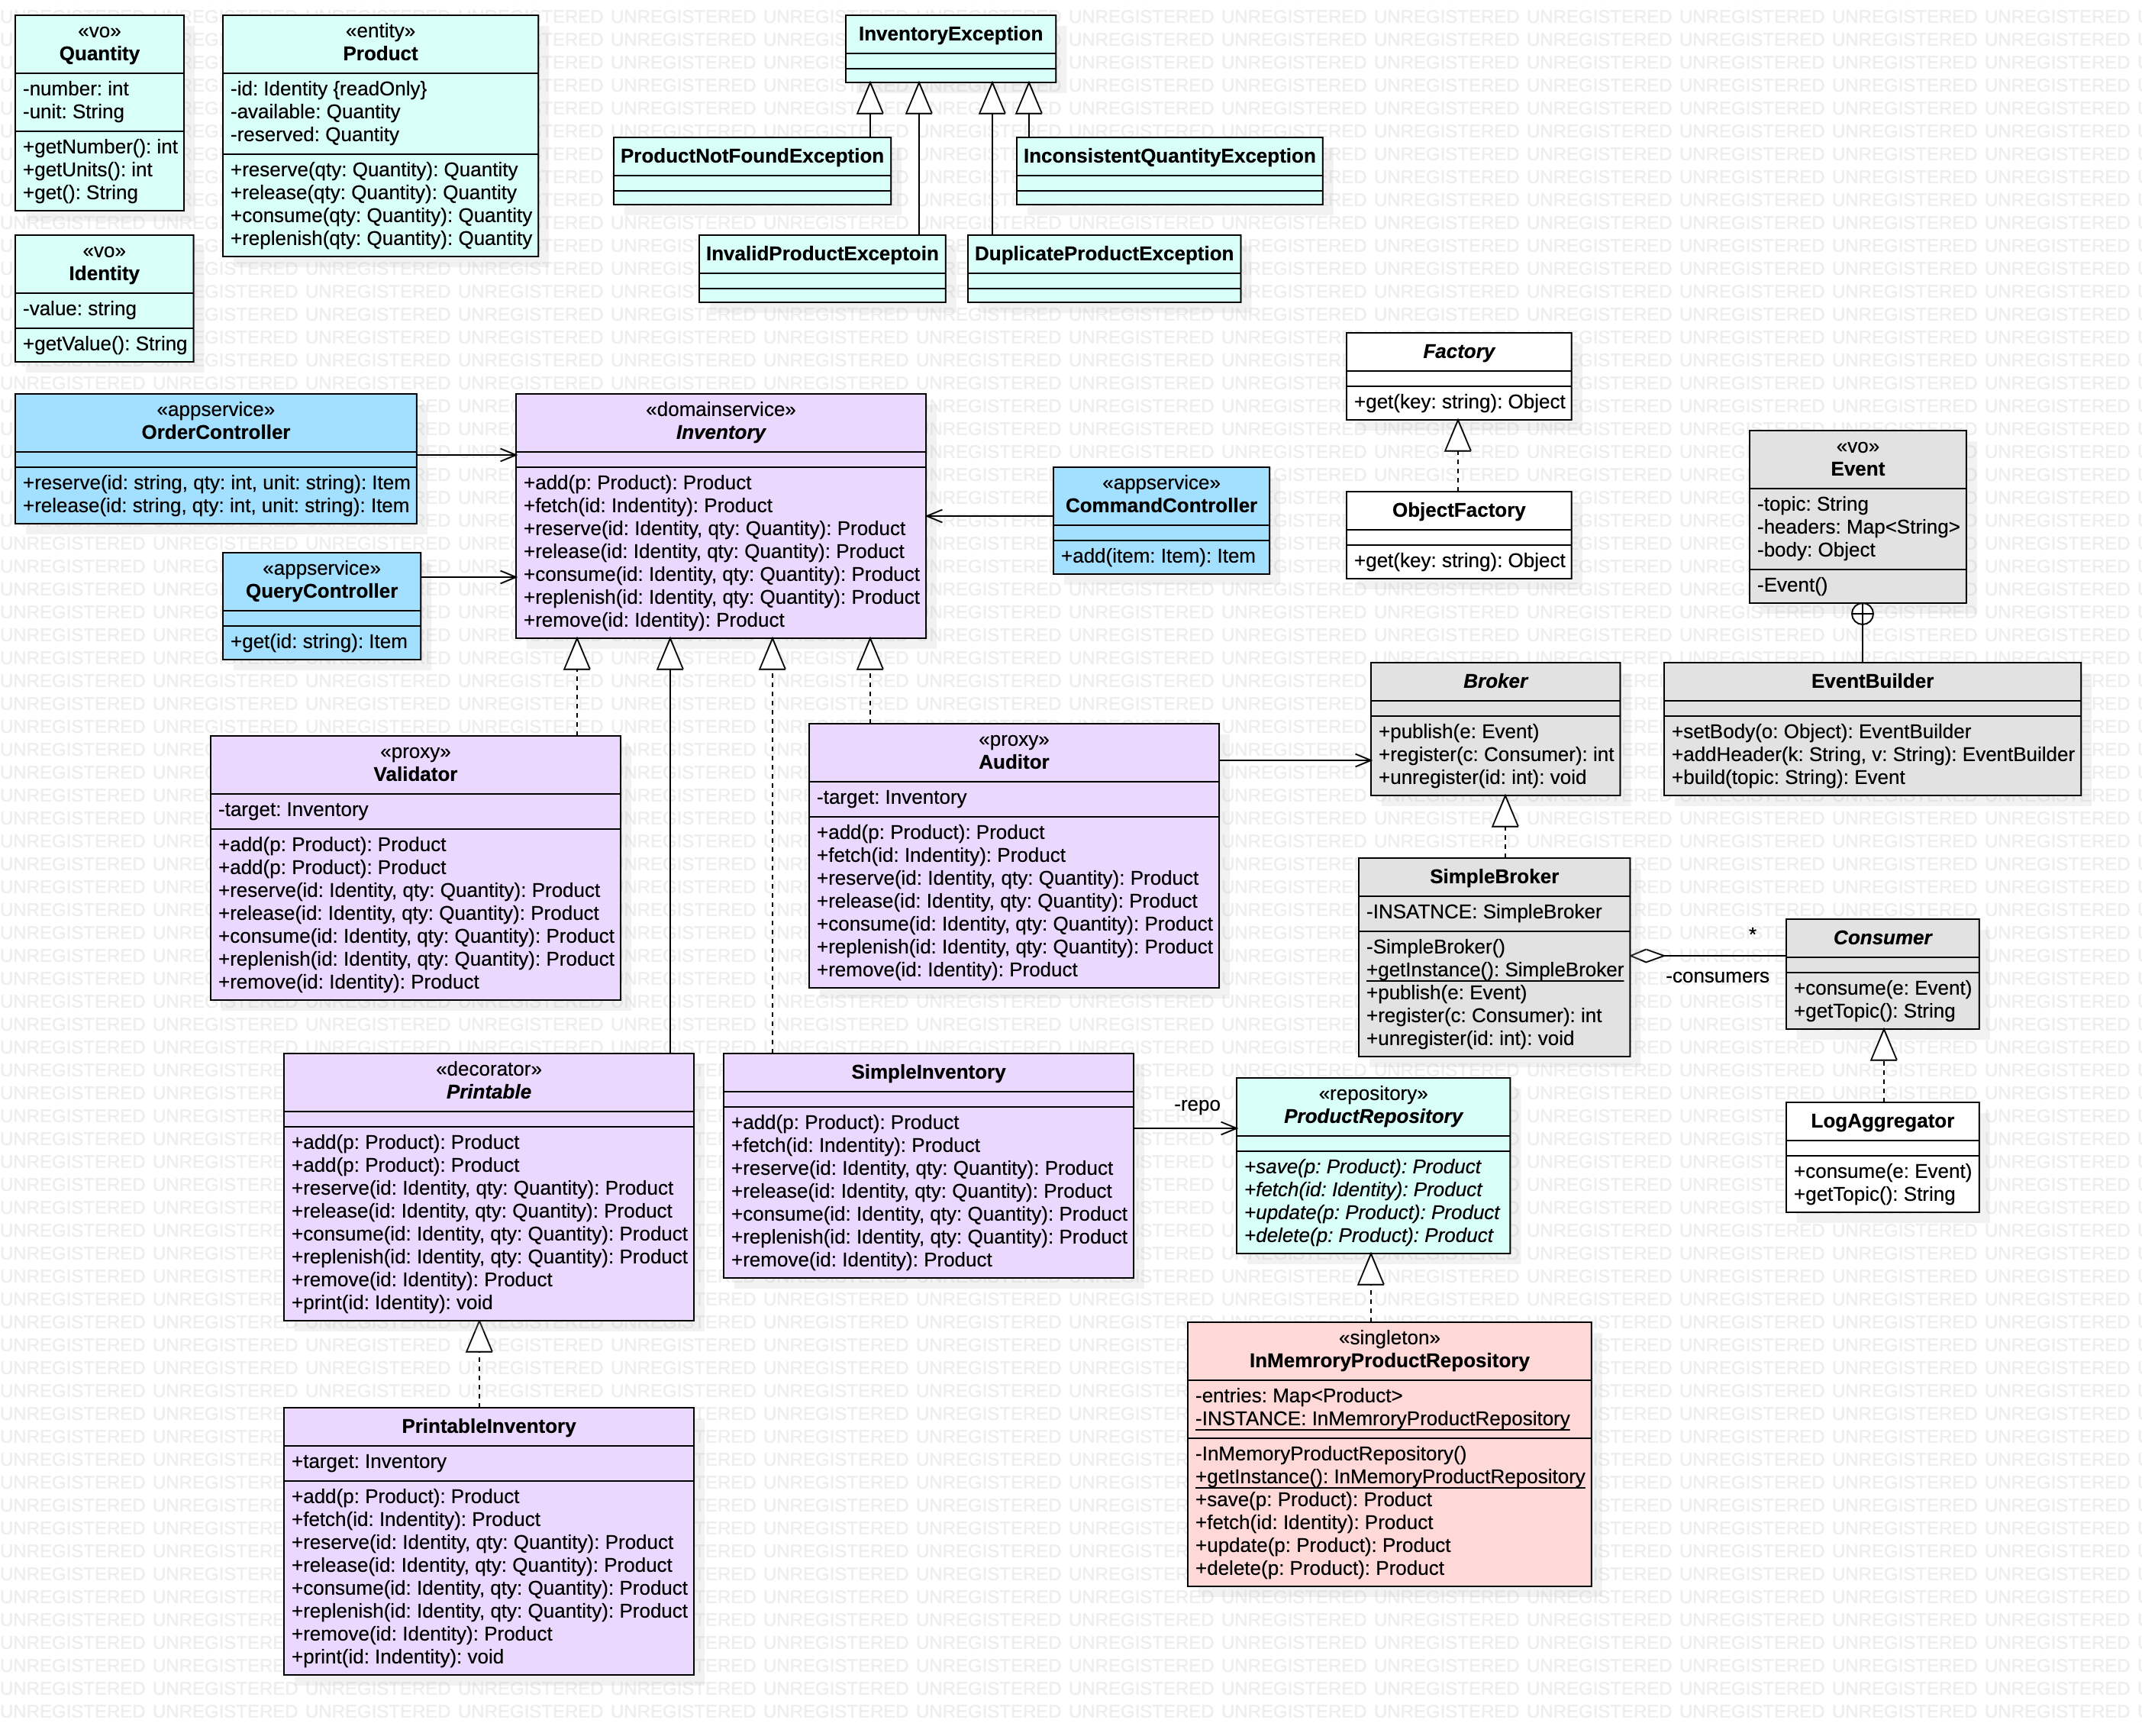 «vo»
Quantity
-number: int
-unit: String
+getNumber(): int
+getUnits(): int
+get(): String
«entity»
Product
-id: Identity {readOnly}
-available: Quantity
-reserved: Quantity
+reserve(qty: Quantity): Quantity
+release(qty: Quantity): Quantity
+consume(qty: Quantity): Quantity
+replenish(qty: Quantity): Quantity
InventoryException
ProductNotFoundException
InconsistentQuantityException
InvalidProductExceptoin
DuplicateProductException
«vo»
Identity
-value: string
+getValue(): String
Factory
+get(key: string): Object
ObjectFactory
+get(key: string): Object
«appservice»
OrderController
+reserve(id: string, qty: int, unit: string): Item
+release(id: string, qty: int, unit: string): Item
«appservice»
QueryController
+get(id: string): Item
«domainservice»
Inventory
+add(p: Product): Product
+fetch(id: Indentity): Product
+reserve(id: Identity, qty: Quantity): Product
+release(id: Identity, qty: Quantity): Product
+consume(id: Identity, qty: Quantity): Product
+replenish(id: Identity, qty: Quantity): Product
+remove(id: Identity): Product
«appservice»
CommandController
+add(item: Item): Item
«vo»
Event
-topic: String
-headers: Map<String>
-body: Object
-Event()
EventBuilder
+setBody(o: Object): EventBuilder
+addHeader(k: String, v: String): EventBuilder
+build(topic: String): Event
Broker
+publish(e: Event)
+register(c: Consumer): int
+unregister(id: int): void
«proxy»
Validator
-target: Inventory
+add(p: Product): Product
+add(p: Product): Product
+reserve(id: Identity, qty: Quantity): Product
+release(id: Identity, qty: Quantity): Product
+consume(id: Identity, qty: Quantity): Product
+replenish(id: Identity, qty: Quantity): Product
+remove(id: Identity): Product
«proxy»
Auditor
-target: Inventory
+add(p: Product): Product
+fetch(id: Indentity): Product
+reserve(id: Identity, qty: Quantity): Product
+release(id: Identity, qty: Quantity): Product
+consume(id: Identity, qty: Quantity): Product
+replenish(id: Identity, qty: Quantity): Product
+remove(id: Identity): Product
SimpleBroker
-INSATNCE: SimpleBroker
-SimpleBroker()
+getInstance(): SimpleBroker
+publish(e: Event)
+register(c: Consumer): int
+unregister(id: int): void
*
-consumers
Consumer
+consume(e: Event)
+getTopic(): String
LogAggregator
+consume(e: Event)
+getTopic(): String
«decorator»
Printable
+add(p: Product): Product
+add(p: Product): Product
+reserve(id: Identity, qty: Quantity): Product
+release(id: Identity, qty: Quantity): Product
+consume(id: Identity, qty: Quantity): Product
+replenish(id: Identity, qty: Quantity): Product
+remove(id: Identity): Product
+print(id: Identity): void
SimpleInventory
+add(p: Product): Product
+fetch(id: Indentity): Product
+reserve(id: Identity, qty: Quantity): Product
+release(id: Identity, qty: Quantity): Product
+consume(id: Identity, qty: Quantity): Product
+replenish(id: Identity, qty: Quantity): Product
+remove(id: Identity): Product
-repo
«repository»
ProductRepository
+save(p: Product): Product
+fetch(id: Identity): Product
+update(p: Product): Product
+delete(p: Product): Product
«singleton»
InMemroryProductRepository
-entries: Map<Product>
-INSTANCE: InMemroryProductRepository
-InMemoryProductRepository()
+getInstance(): InMemoryProductRepository
+save(p: Product): Product
+fetch(id: Identity): Product
+update(p: Product): Product
+delete(p: Product): Product
PrintableInventory
+target: Inventory
+add(p: Product): Product
+fetch(id: Indentity): Product
+reserve(id: Identity, qty: Quantity): Product
+release(id: Identity, qty: Quantity): Product
+consume(id: Identity, qty: Quantity): Product
+replenish(id: Identity, qty: Quantity): Product
+remove(id: Identity): Product
+print(id: Indentity): void
UNREGISTERED